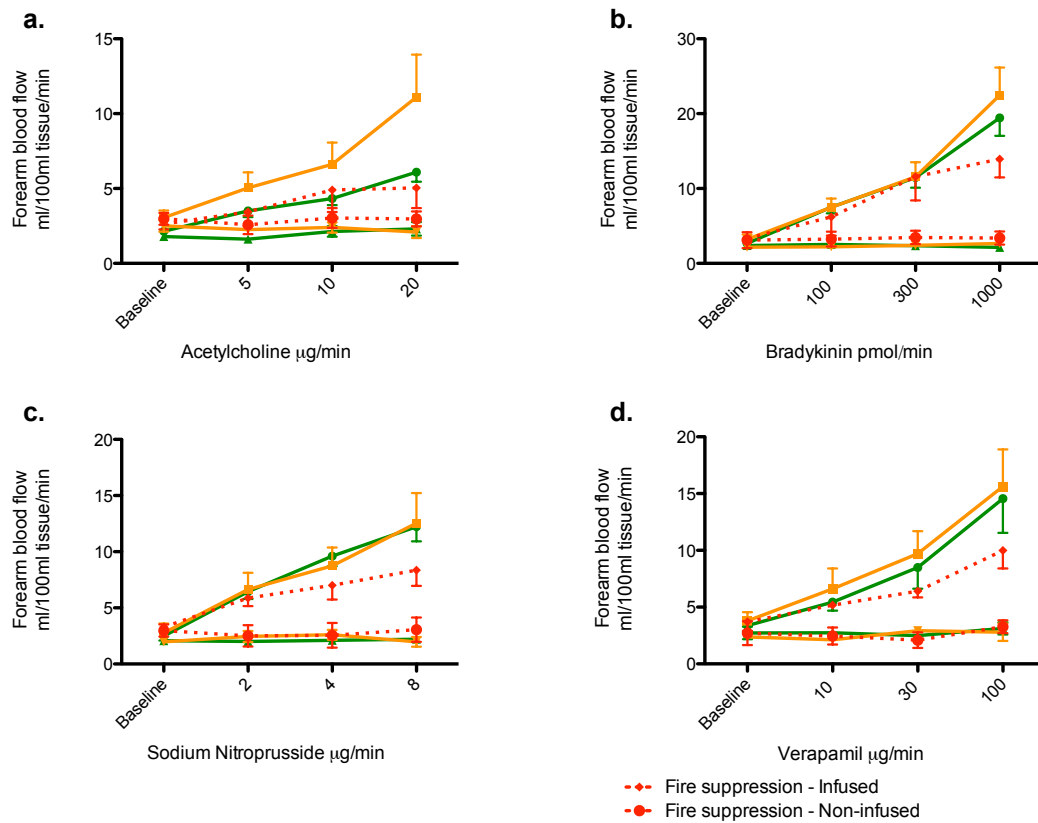 a.
Forearm blood flow
ml/100ml tissue/min
15
10
5
0
Baseline
5
10
20
Acetylcholine μg/min
b.
Forearm blood flow
ml/100ml tissue/min
30
20
10
0
Baseline
100
300
1000
Bradykinin pmol/min
c.
Forearm blood flow
ml/100ml tissue/min
20
15
10
5
0
Baseline
2
4
8
Sodium Nitroprusside μg/min
d.
Forearm blood flow
ml/100ml tissue/min
20
15
10
5
0
Baseline
10
30
100
Verapamil μg/min
Fire suppression - Infused
Fire suppression - Non-infused